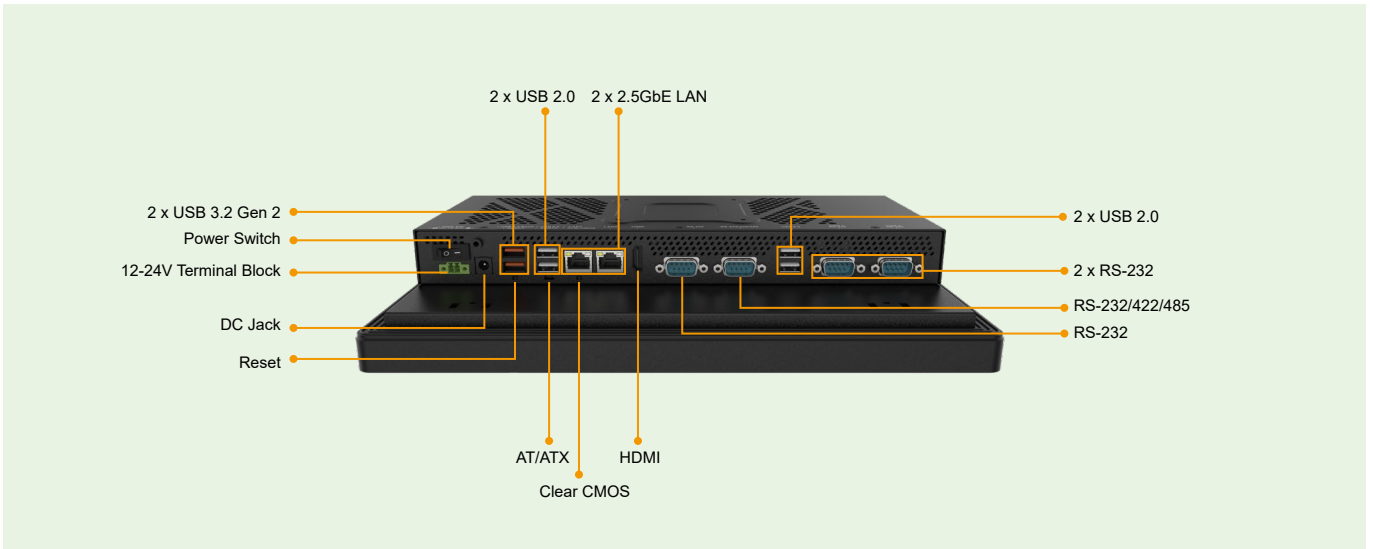 2 x USB 2.0
2 x 2.5GbE LAN
2 x USB 3.2 Gen 2
Power Switch
12-24V Terminal Block
DC Jack
Reset
2 x USB 2.0
2 x RS-232
RS-232/422/485
RS-232
AT/ATX
HDMI
Clear CMOS